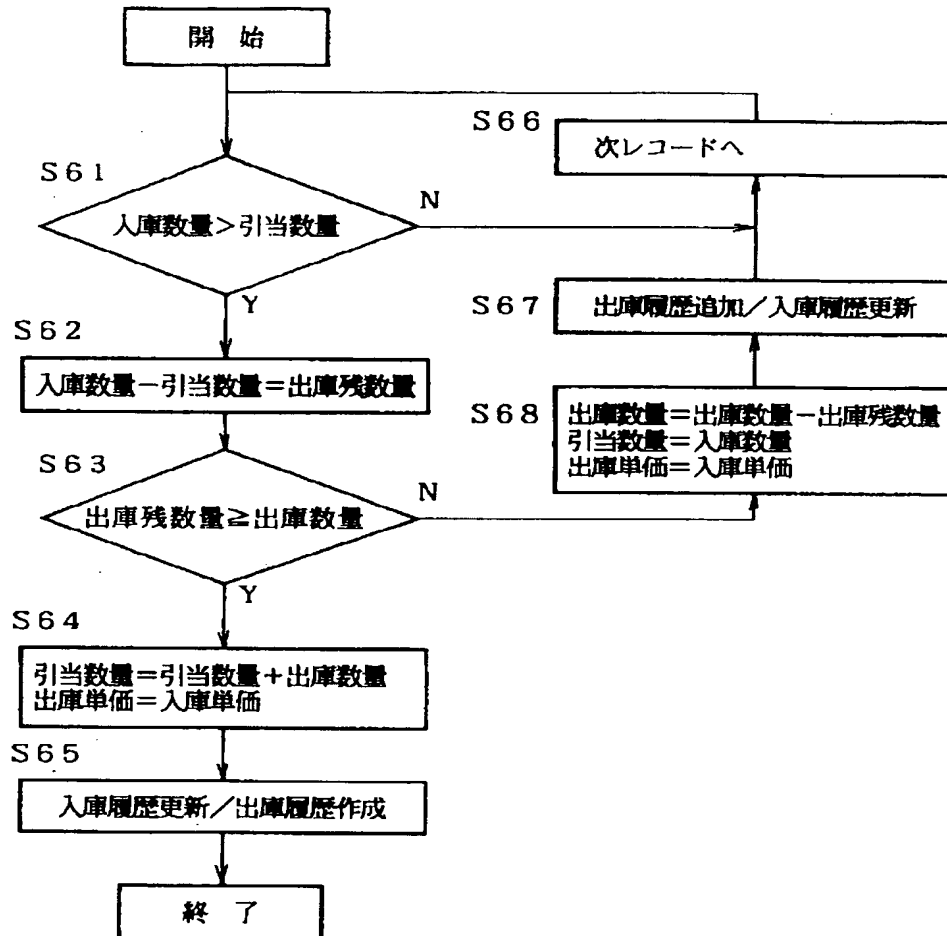 開 始
S66
次レコードへ
S61
入庫数量>引当数量
N
Y
S67
出庫履歴追加/入庫履歴更新
S62
入庫数量-引当数量=出庫残数量
S68
出庫数量=出庫数量-出庫残数量
引当数量=入庫数量
出庫単価=入庫単価
S63
出庫残数量≧出庫数量
N
Y
S64
引当数量=引当数量+出庫数量
出庫単価=入庫単価
S65
入庫履歴更新/出庫履歴作成
終 了